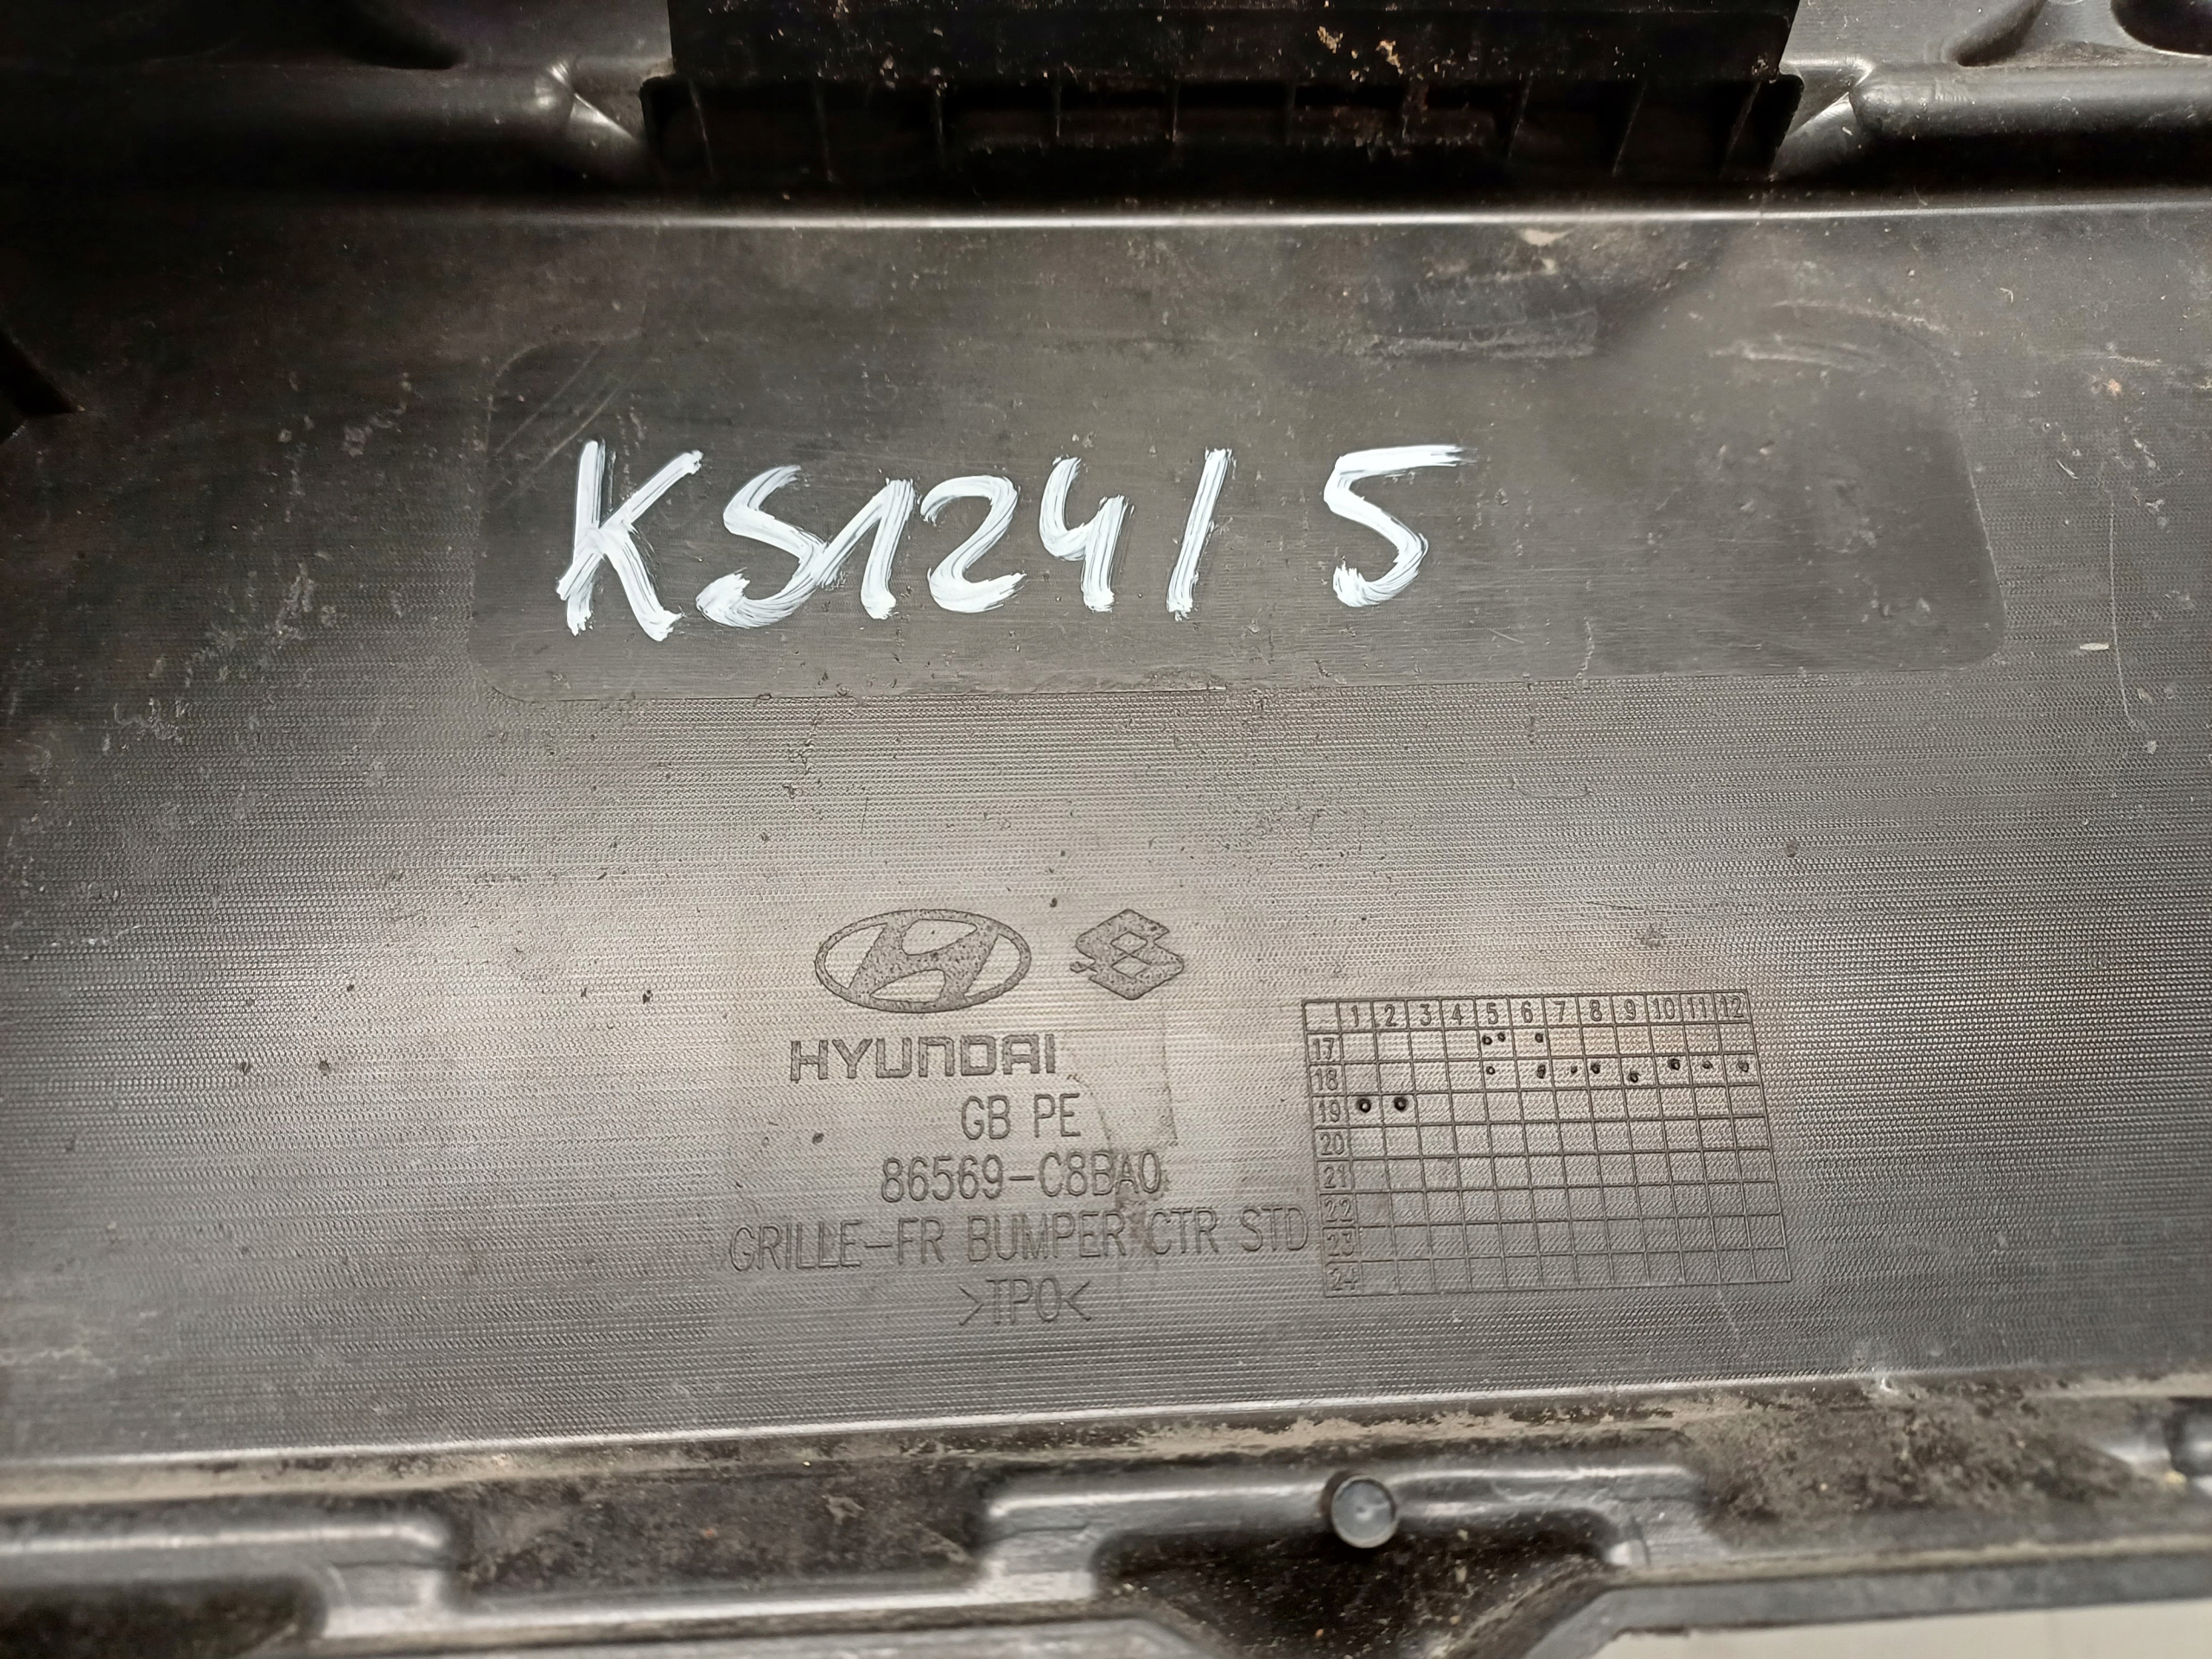 KS124/5
HYUNDAI
GB PE
86569-C8BA0
GRILLE-FR BUMPER CTR STD
>TPO<
1 2 3 4 5 6 7 8 9 10 11 12
17
18
19
20
21
22
23
24